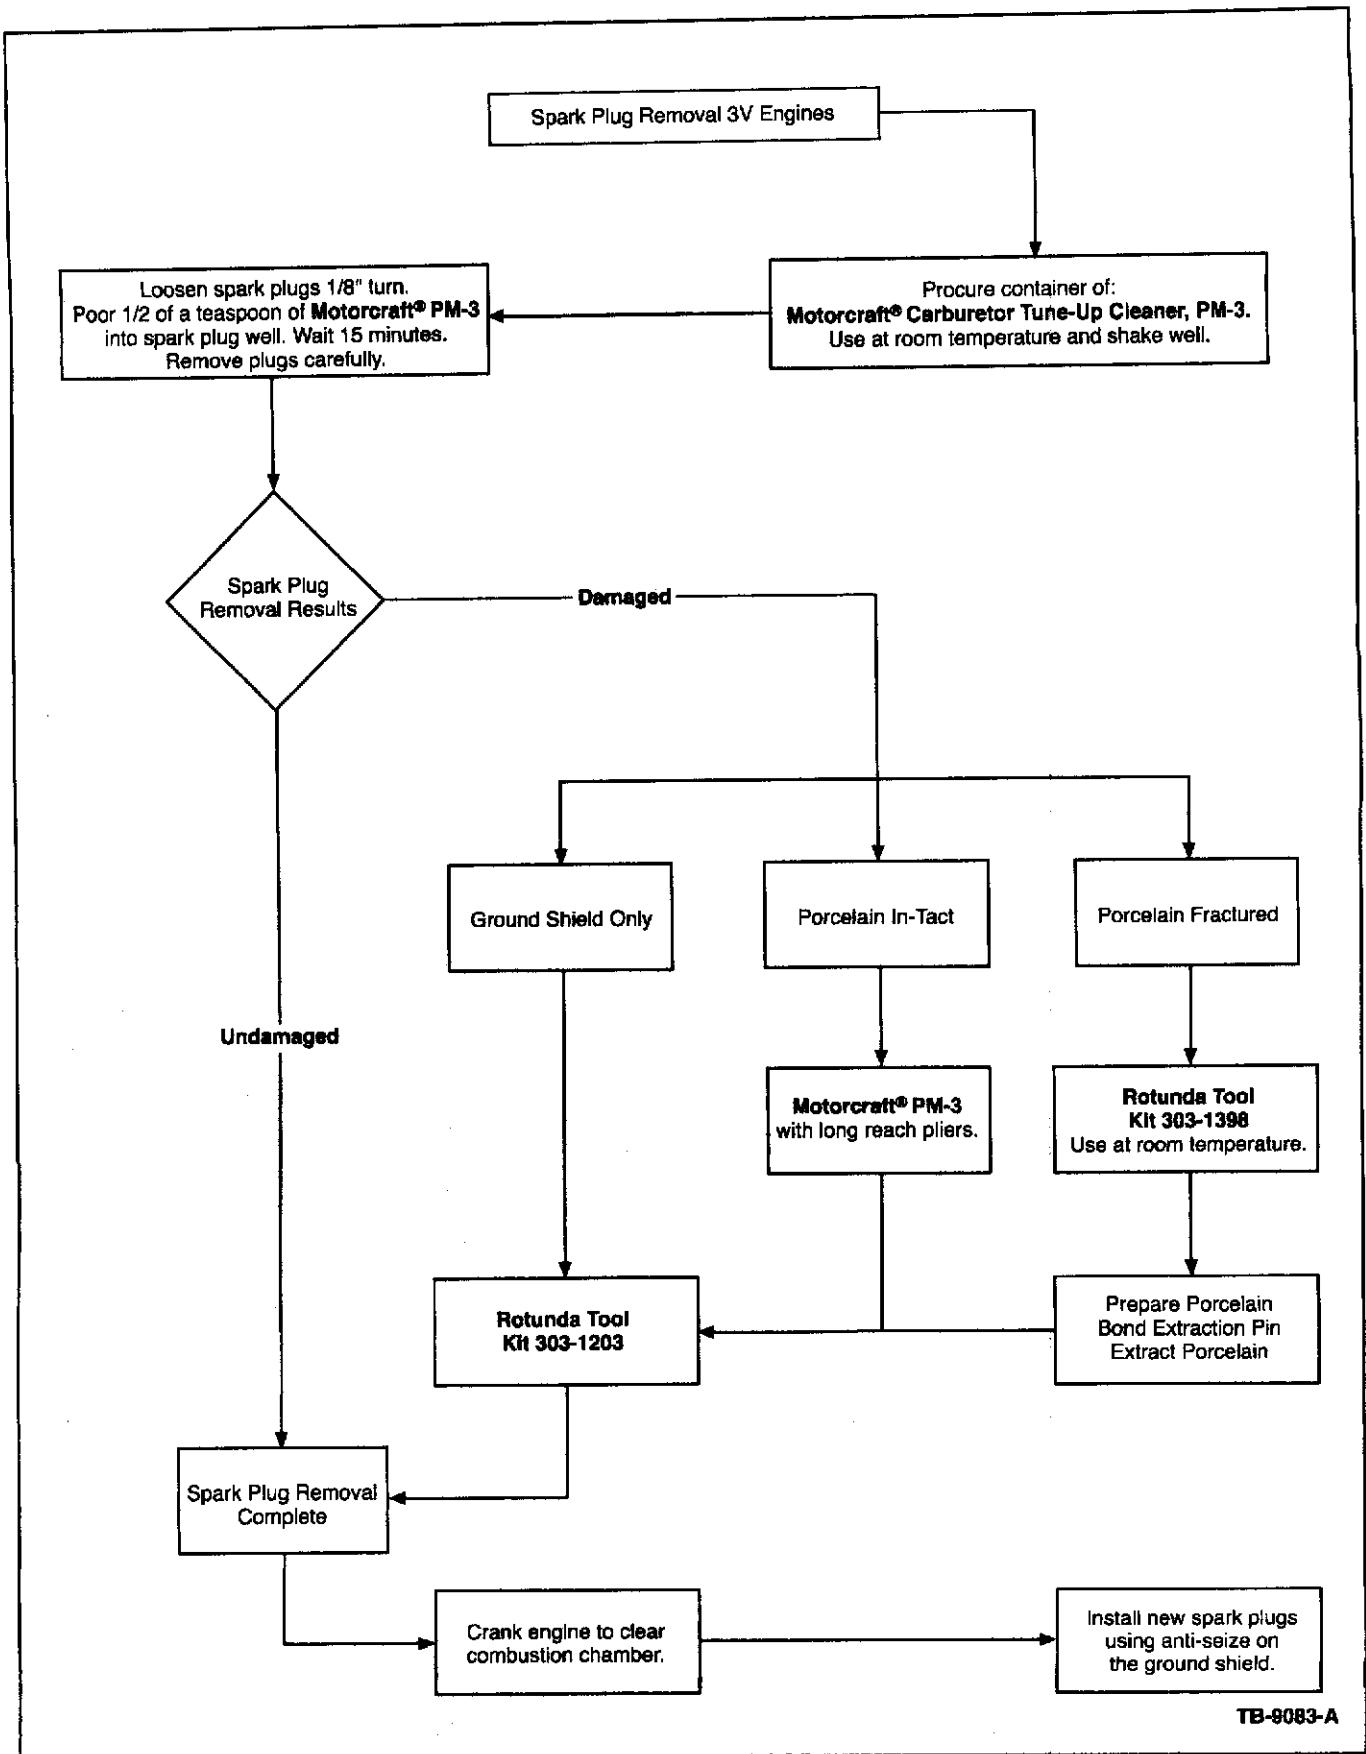 Spark Plug Removal 3V Engines
Procure container of:
Motorcraft® Carburetor Tune-Up Cleaner, PM-3.
Use at room temperature and shake well.
Loosen spark plugs 1/8" turn.
Poor 1/2 of a teaspoon of Motorcraft® PM-3
into spark plug well. Wait 15 minutes.
Remove plugs carefully.
Spark Plug
Removal Results
Damaged
Undamaged
Ground Shield Only
Porcelain In-Tact
Porcelain Fractured
Motorcraft® PM-3
with long reach pliers.
Rotunda Tool
Kit 303-1398
Use at room temperature.
Rotunda Tool
Kit 303-1203
Prepare Porcelain
Bond Extraction Pin
Extract Porcelain
Spark Plug Removal
Complete
Crank engine to clear
combustion chamber.
Install new spark plugs
using anti-seize on
the ground shield.
TB-9083-A